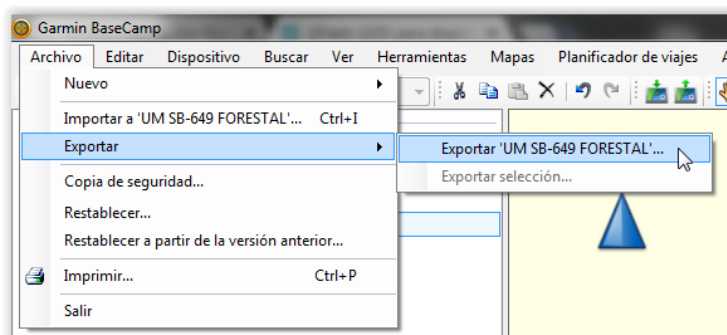 Garmin BaseCamp
Archivo Editar Dispositivo Buscar Ver Herramientas Mapas Planificador de viajes
Nuevo
Importar a 'UM SB-649 FORESTAL'... Ctrl+I
Exportar
Exportar 'UM SB-649 FORESTAL'...
Exportar selección...
Copia de seguridad...
Restablecer...
Restablecer a partir de la versión anterior...
Imprimir... Ctrl+P
Salir